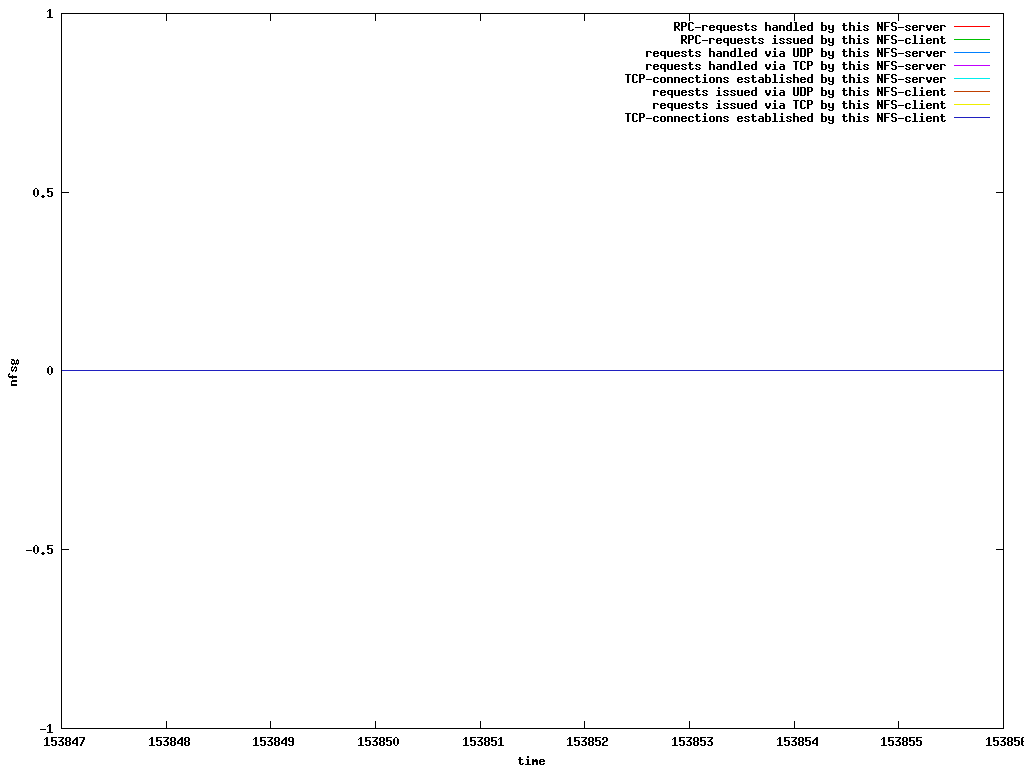 1
RPC-requests handled by this NFS-server
RPC-requests issued by this NFS-client
requests handled via UDP by this NFS-server
requests handled via TCP by this NFS-server
TCP-connections established by this NFS-server
requests issued via UDP by this NFS-client
requests issued via TCP by this NFS-client
TCP-connections established by this NFS-client
0.5
nfsg
0
-0.5
-1
153847 153848 153849 153850 153851 153852 153853 153854 153855 153856
time